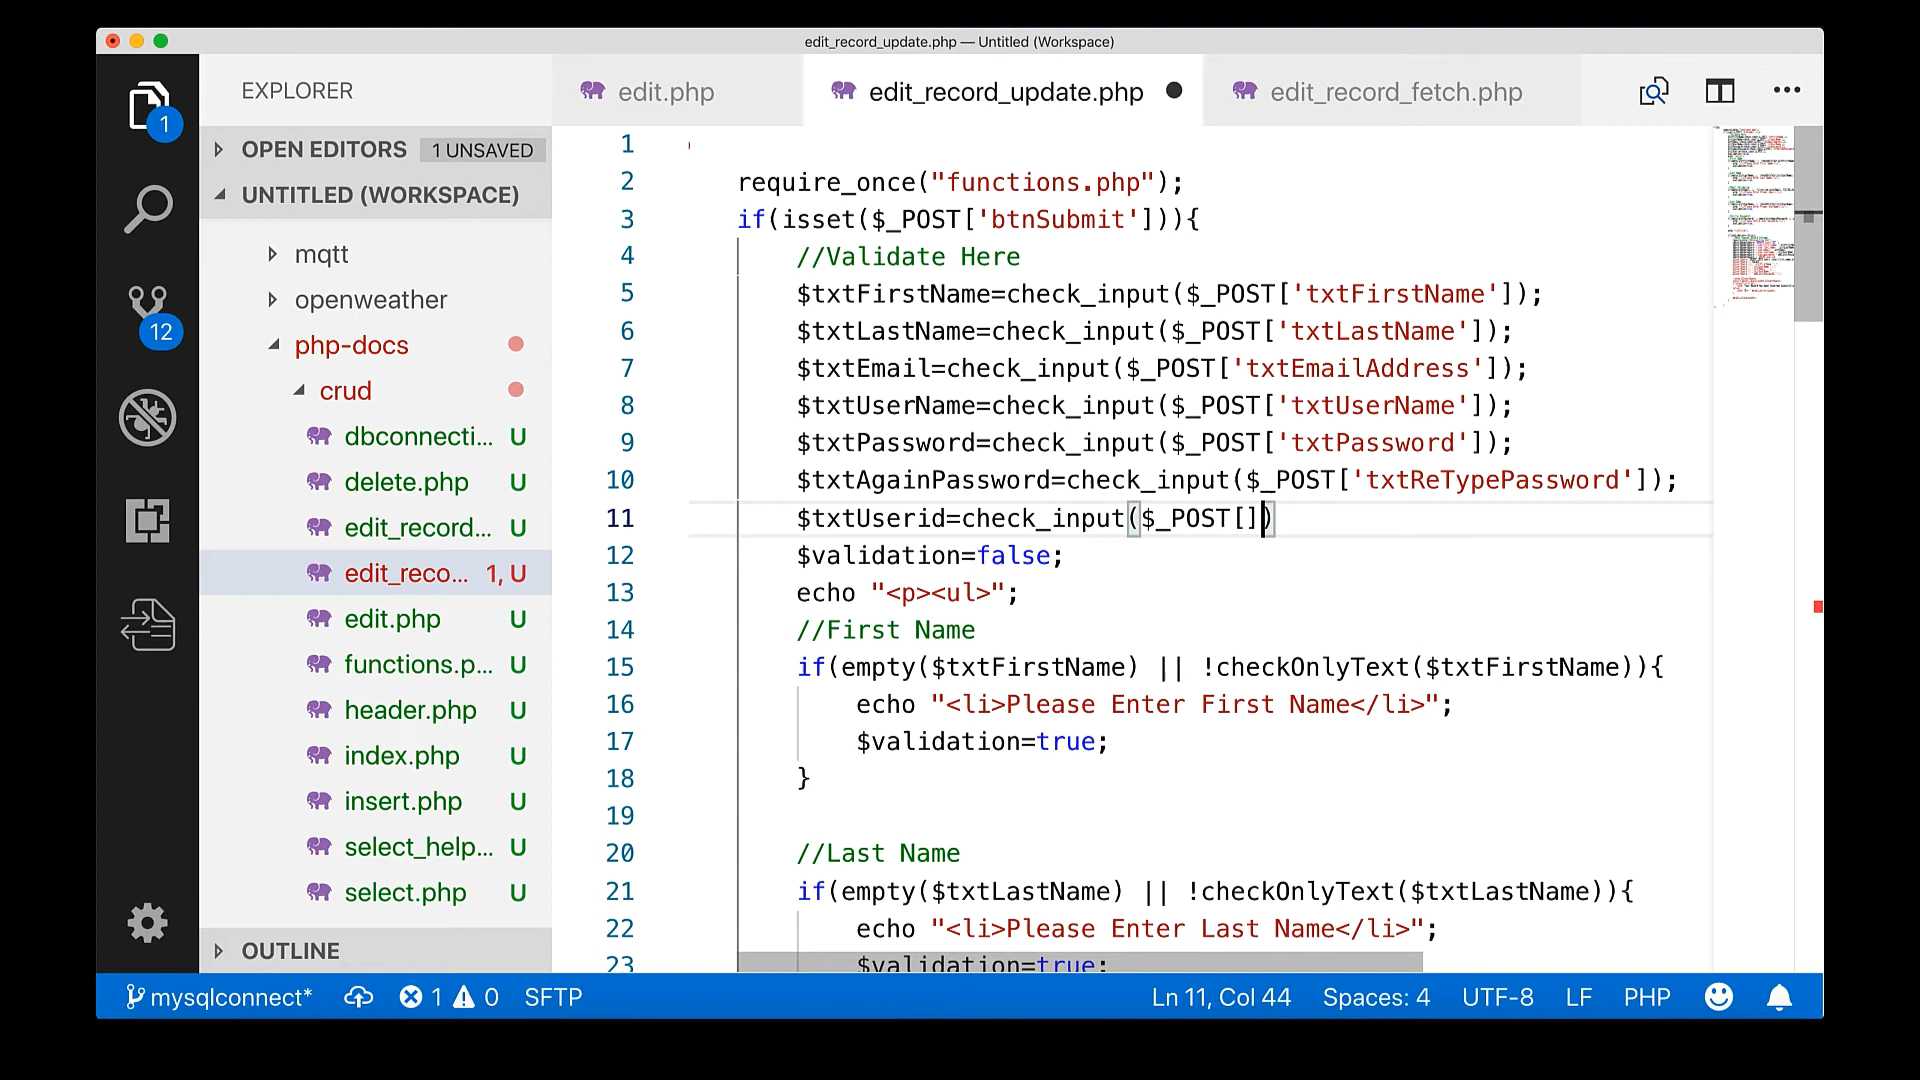 edit_record_update.php — Untitled (Workspace)
EXPLORER
edit.php
edit_record_update.php
edit_record_fetch.php
1
OPEN EDITORS 1 UNSAVED
UNTITLED (WORKSPACE)
mqtt
openweather
12
php-docs
crud
dbconnecti... U
delete.php U
edit_record... U
edit_reco... 1, U
edit.php U
functions.p... U
header.php U
index.php U
insert.php U
select_help... U
select.php U
OUTLINE
1
2 require_once("functions.php");
3 if(isset($_POST['btnSubmit'])){
4 //Validate Here
5 $txtFirstName=check_input($_POST['txtFirstName']);
6 $txtLastName=check_input($_POST['txtLastName']);
7 $txtEmail=check_input($_POST['txtEmailAddress']);
8 $txtUserName=check_input($_POST['txtUserName']);
9 $txtPassword=check_input($_POST['txtPassword']);
10 $txtAgainPassword=check_input($_POST['txtReTypePassword']);
11 $txtUserid=check_input($_POST[])
12 $validation=false;
13 echo "<p><ul>";
14 //First Name
15 if(empty($txtFirstName) || !checkOnlyText($txtFirstName)){
16 echo "<li>Please Enter First Name</li>";
17 $validation=true;
18 }
19
20 //Last Name
21 if(empty($txtLastName) || !checkOnlyText($txtLastName)){
22 echo "<li>Please Enter Last Name</li>";
23 $validation=true;
mysqlconnect* 1 0 SFTP Ln 11, Col 44 Spaces: 4 UTF-8 LF PHP